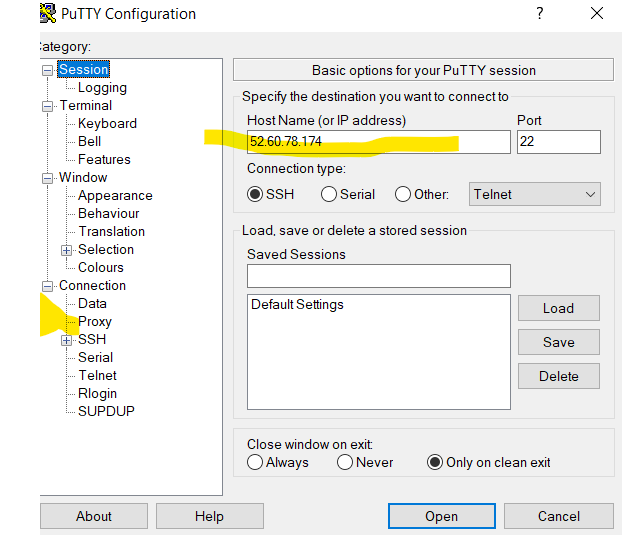 PuTTY Configuration
?
Category:
Session
Logging
Terminal
Keyboard
Bell
Features
Window
Appearance
Behaviour
Translation
Selection
Colours
Connection
Data
Proxy
SSH
Serial
Telnet
Rlogin
SUPDUP
Basic options for your PuTTY session
Specify the destination you want to connect to
Host Name (or IP address) Port
52.60.78.174 22
Connection type:
SSH Serial Other: Telnet
Load, save or delete a stored session
Saved Sessions
Default Settings
Load
Save
Delete
Close window on exit:
Always Never Only on clean exit
About Help Open Cancel